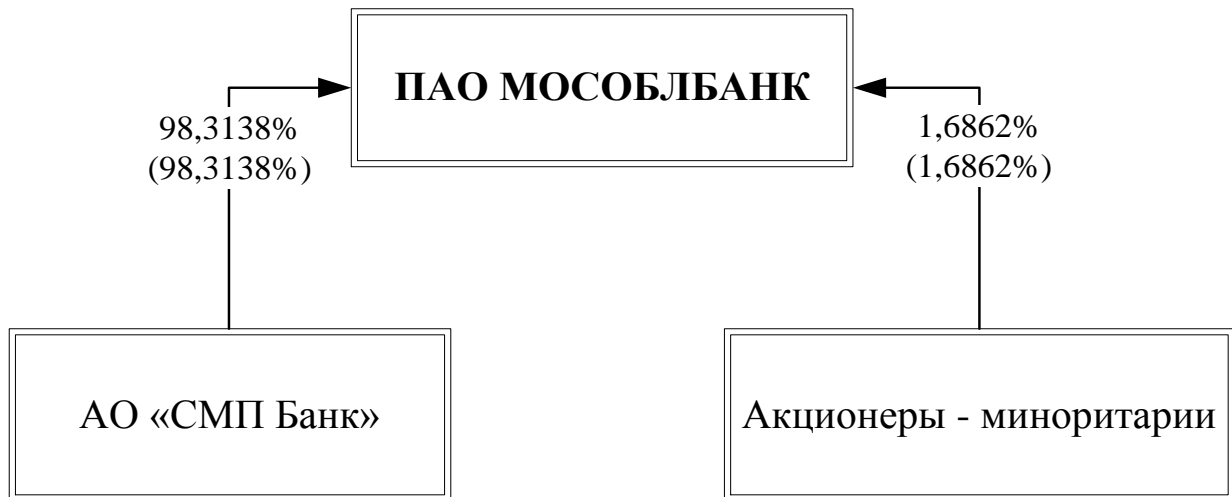 ПАО МОСОБЛБАНК
98,3138%
(98,3138%)
1,6862%
(1,6862%)
АО «СМП Банк»
Акционеры - миноритарии